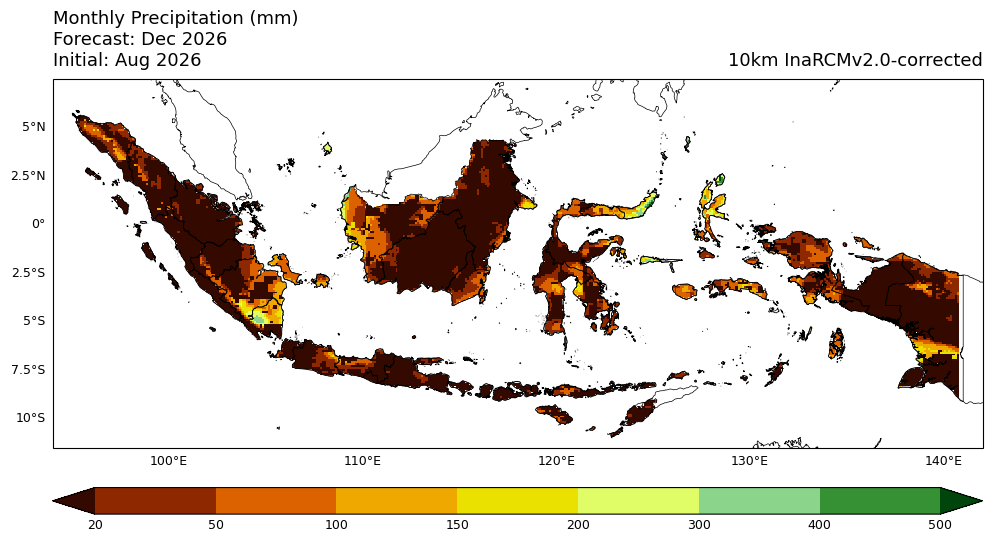 Monthly Precipitation (mm)
Forecast: Dec 2026
Initial: Aug 2026
10km InaRCMv2.0-corrected
5°N
2.5°N
0°
2.5°S
5°S
7.5°S
10°S
100°E 110°E 120°E 130°E 140°E
20 50 100 150 200 300 400 500